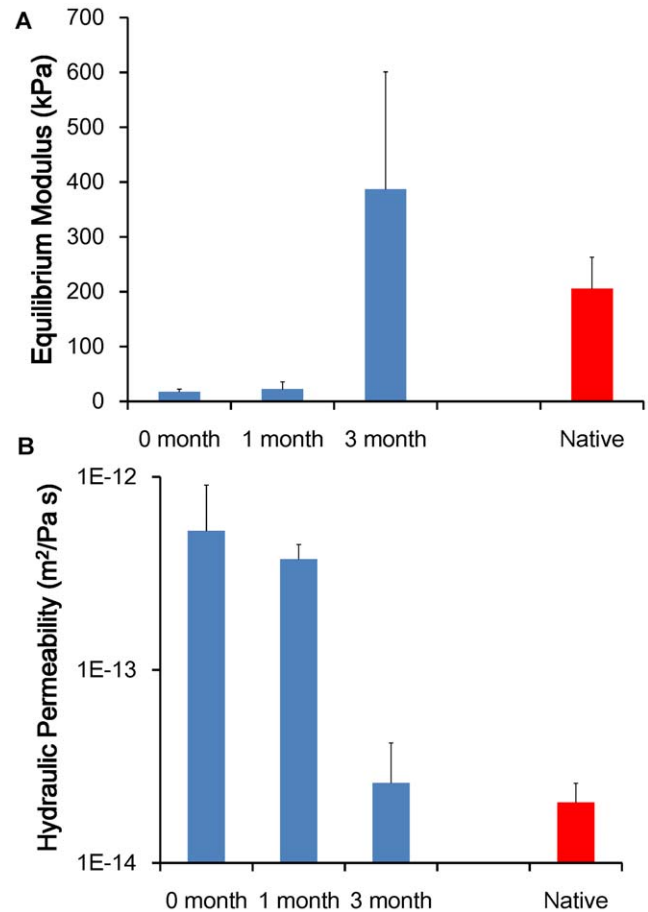 A
Equilibrium Modulus (kPa)
700
600
500
400
300
200
100
0
0 month 1 month 3 month Native
B
Hydraulic Permeability (m²/Pa s)
1E-12
1E-13
1E-14
0 month 1 month 3 month Native